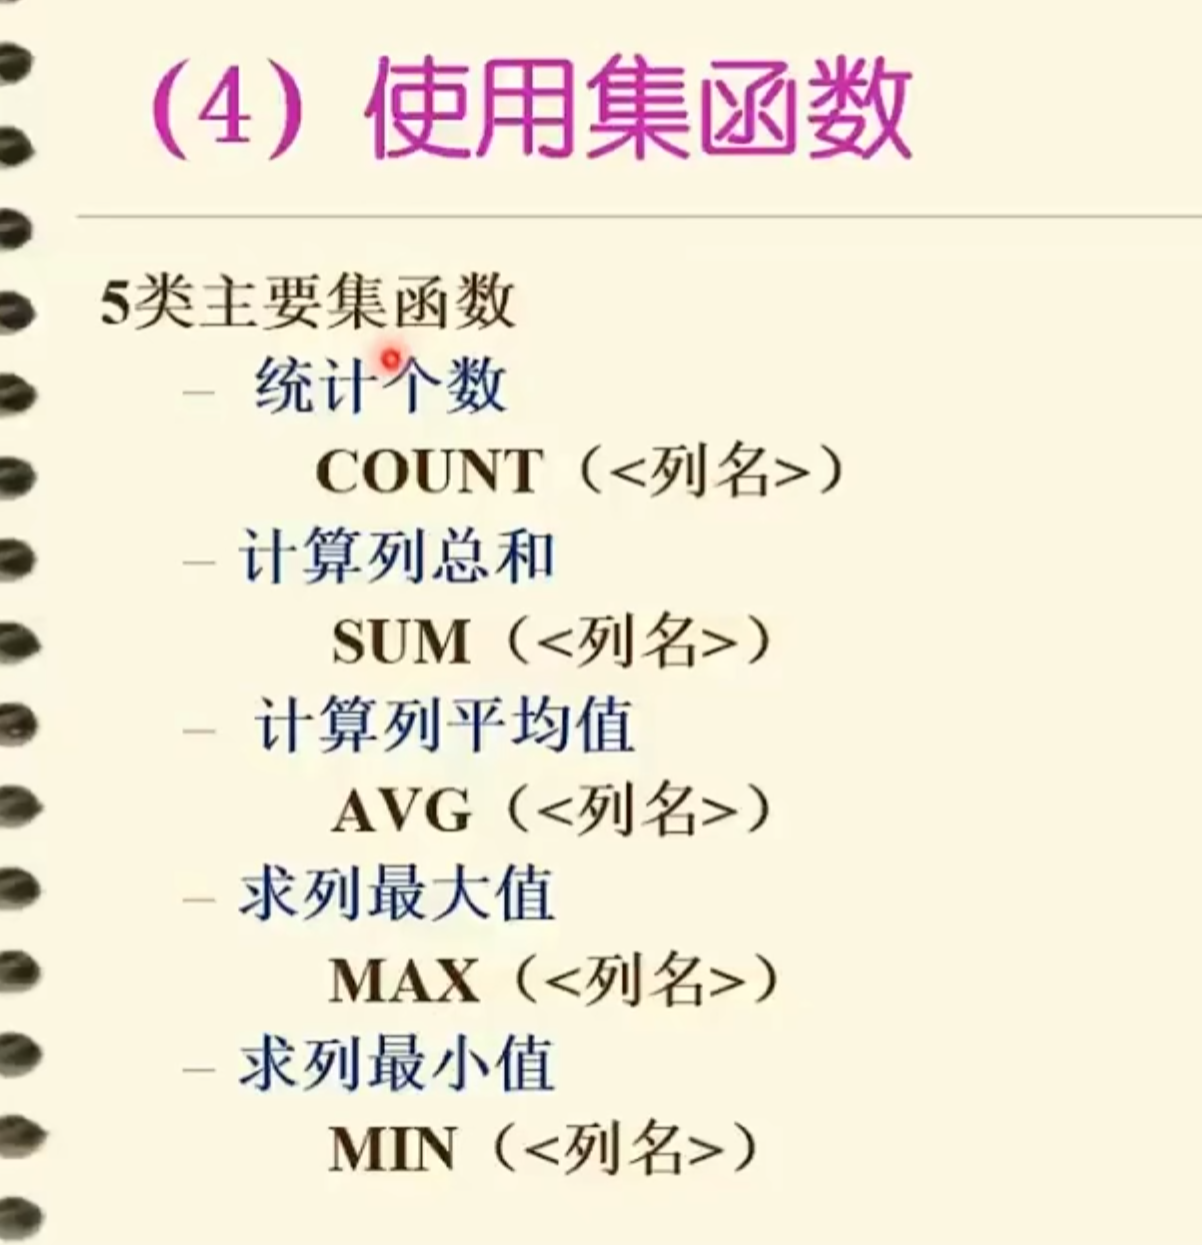 (4) 使用集函数
5类主要集函数
– 统计个数
COUNT（<列名>）
– 计算列总和
SUM（<列名>）
– 计算列平均值
AVG（<列名>）
– 求列最大值
MAX（<列名>）
– 求列最小值
MIN（<列名>）